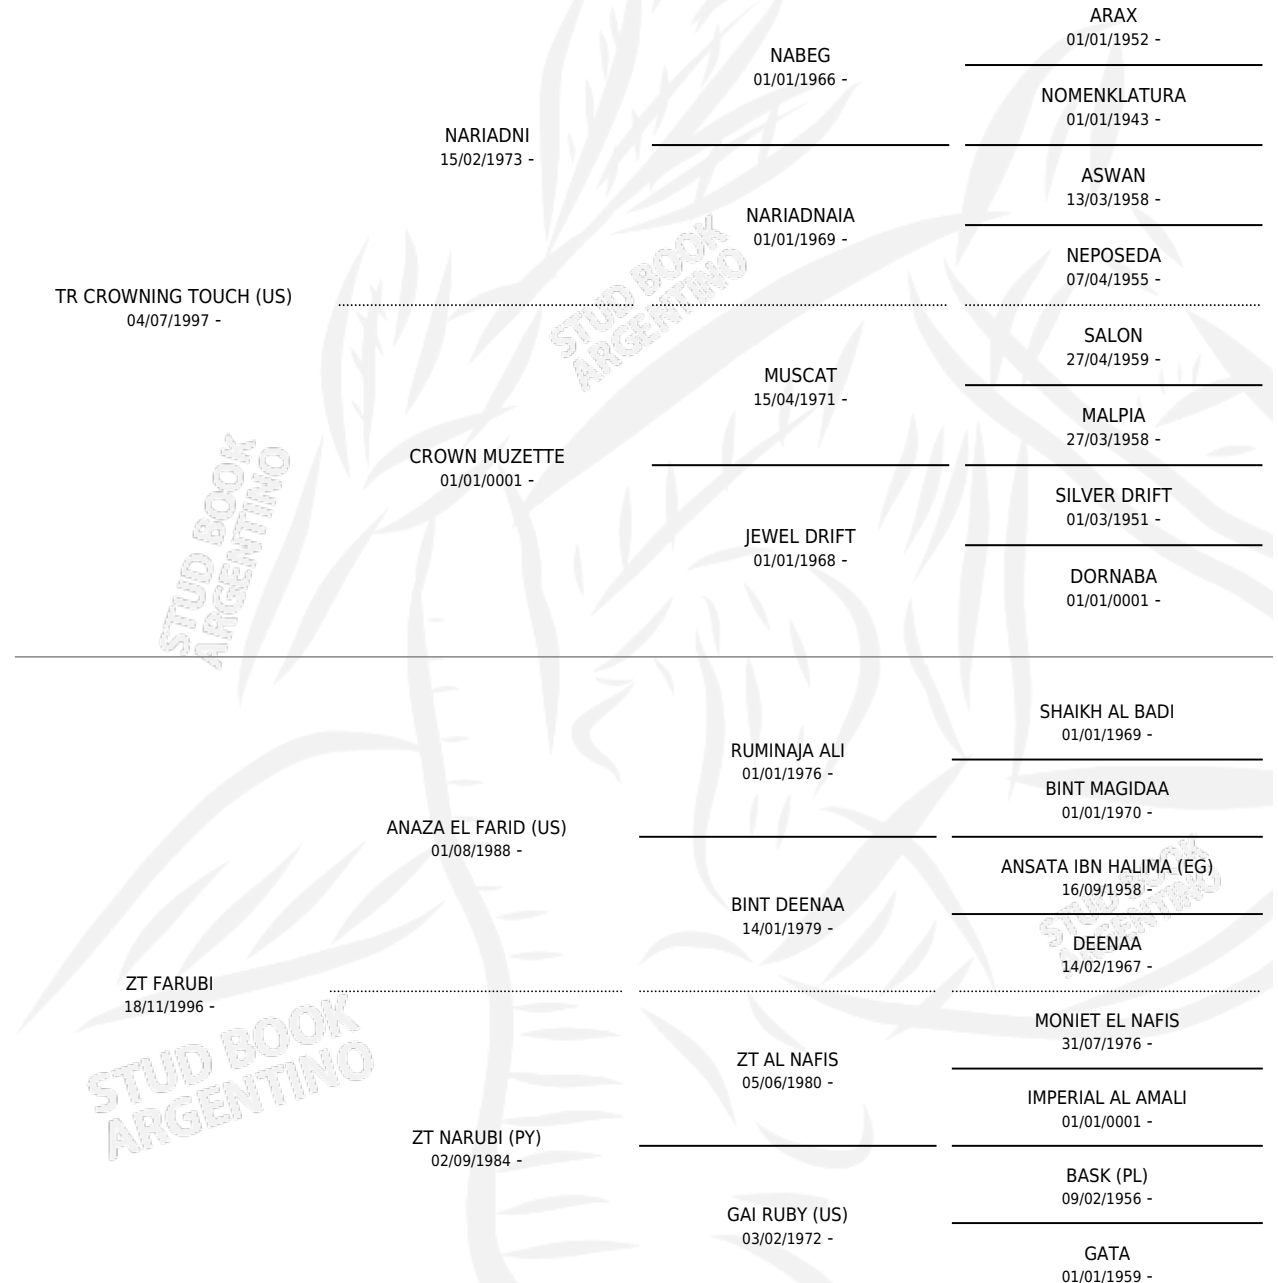 ARAX
01/01/1952 -
NABEG
01/01/1966 -
NOMENKLATURA
01/01/1943 -
NARIADNI
15/02/1973 -
ASWAN
13/03/1958 -
NARIADNAIA
01/01/1969 -
NEPOSEDA
07/04/1955 -
TR CROWNING TOUCH (US)
04/07/1997 -
SALON
27/04/1959 -
MUSCAT
15/04/1971 -
MALPIA
27/03/1958 -
CROWN MUZETTE
01/01/0001 -
SILVER DRIFT
01/03/1951 -
JEWEL DRIFT
01/01/1968 -
DORNABA
01/01/0001 -
SHAIKH AL BADI
01/01/1969 -
RUMINAJA ALI
01/01/1976 -
BINT MAGIDAA
01/01/1970 -
ANAZA EL FARID (US)
01/08/1988 -
ANSATA IBN HALIMA (EG)
16/09/1958 -
BINT DEENAA
14/01/1979 -
DEENAA
14/02/1967 -
ZT FARUBI
18/11/1996 -
MONIET EL NAFIS
31/07/1976 -
ZT AL NAFIS
05/06/1980 -
IMPERIAL AL AMALI
01/01/0001 -
ZT NARUBI (PY)
02/09/1984 -
BASK (PL)
09/02/1956 -
GAI RUBY (US)
03/02/1972 -
GATA
01/01/1959 -
STUD BOOK
ARGENTINO
STUD BOOK
ARGENTINO
STUD BOOK
ARGENTINO
STUD BOOK
ARGENTINO